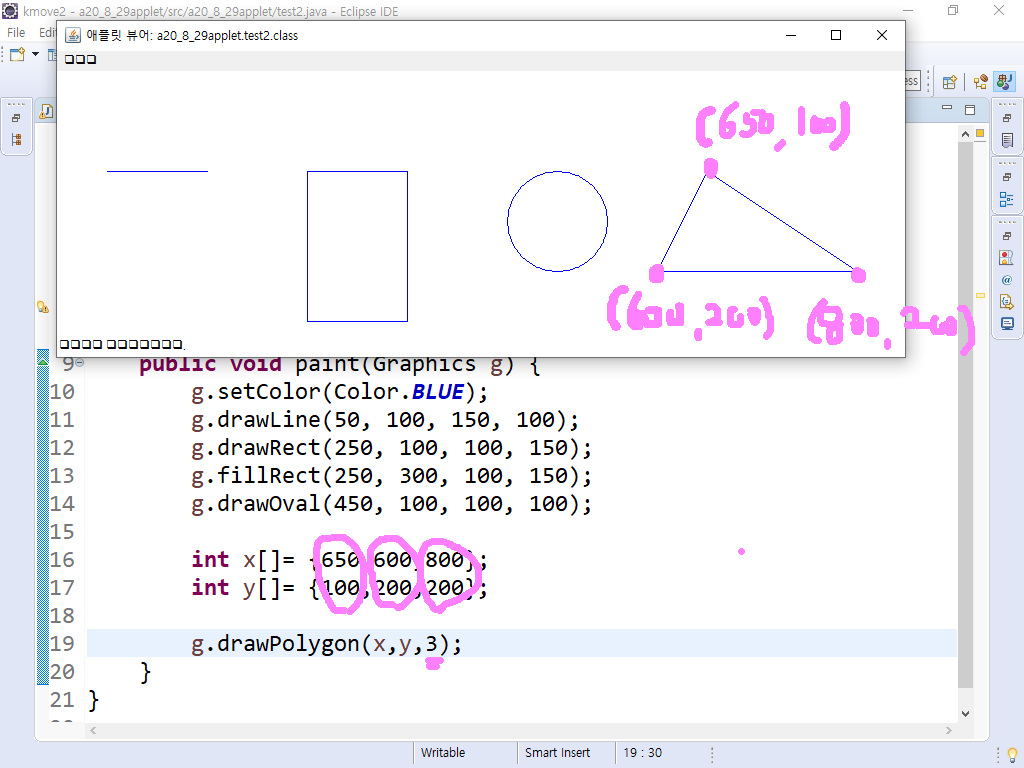 kmove2 - a20_8_29applet/src/a20_8_29applet/test2.java - Eclipse IDE
File
애플릿 뷰어: a20_8_29applet.test2.class
(650, 100)
(600, 200) (800, 200)
9 public void paint(Graphics g) {
10 g.setColor(Color.BLUE);
11 g.drawLine(50, 100, 150, 100);
12 g.drawRect(250, 100, 100, 150);
13 g.fillRect(250, 300, 100, 150);
14 g.drawOval(450, 100, 100, 100);
15
16 int x[]= {650,600,800};
17 int y[]= {100,200,200};
18
19 g.drawPolygon(x,y,3);
20 }
21 }
Writable Smart Insert 19 : 30